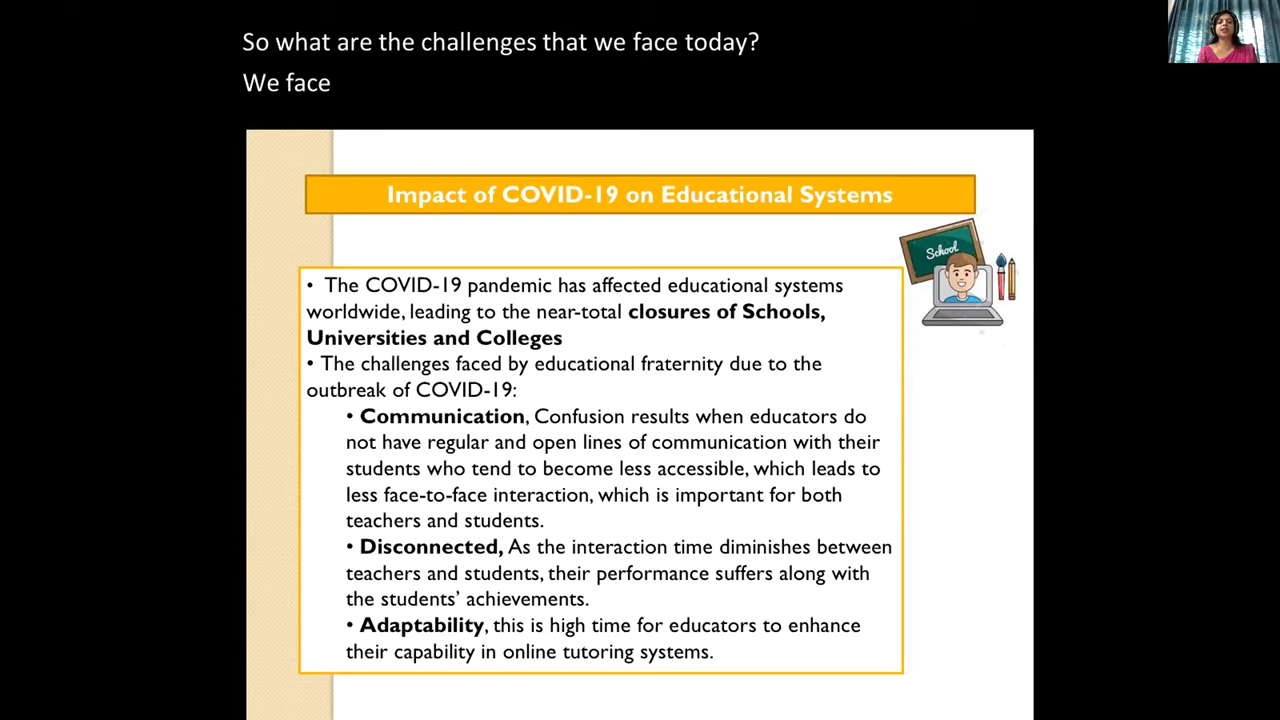 So what are the challenges that we face today?
We face
Impact of COVID-19 on Educational Systems
School
• The COVID-19 pandemic has affected educational systems
worldwide, leading to the near-total closures of Schools,
Universities and Colleges
• The challenges faced by educational fraternity due to the
outbreak of COVID-19:
• Communication, Confusion results when educators do
not have regular and open lines of communication with their
students who tend to become less accessible, which leads to
less face-to-face interaction, which is important for both
teachers and students.
• Disconnected, As the interaction time diminishes between
teachers and students, their performance suffers along with
the students’ achievements.
• Adaptability, this is high time for educators to enhance
their capability in online tutoring systems.